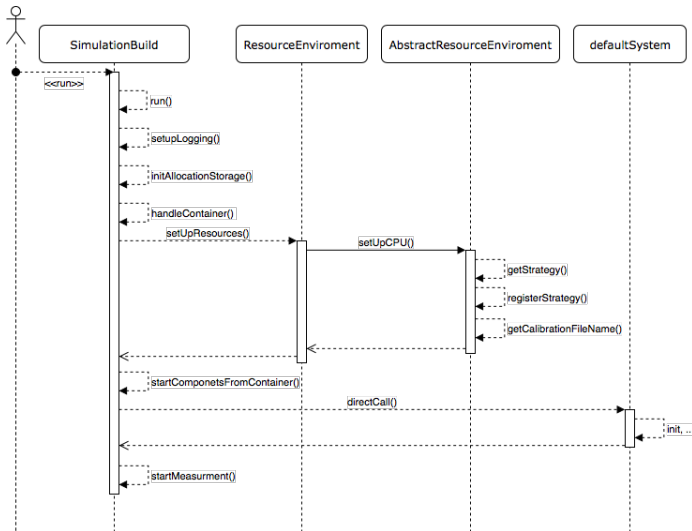 SimulationBuild
ResourceEnviroment
AbstractResourceEnviroment
defaultSystem
<<run>>
run()
setupLogging()
initAllocationStorage()
handleContainer()
setUpResources()
setUpCPU()
getStrategy()
registerStrategy()
getCalibrationFileName()
startComponetsFromContainer()
directCall()
init, ..
startMeasurment()